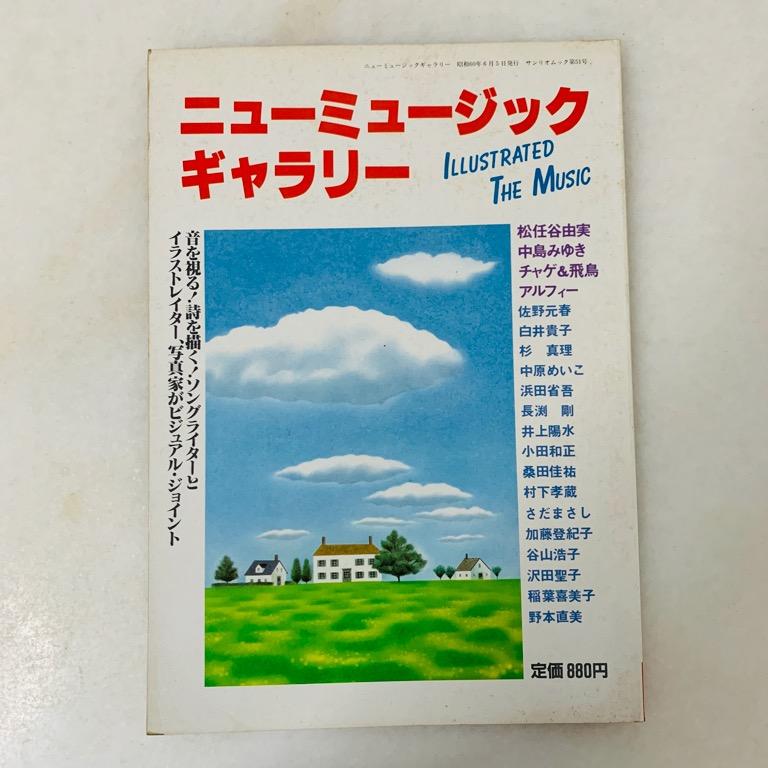 ニューミュージックギャラリー 昭和60年6月5日発行 サンリオムック第51号
ニューミュージック
ギャラリー
ILLUSTRATED
THE MUSIC
音を視る!詩を描く!ソングライターと
イラストレイター、写真家がビジュアル・ジョイント
松任谷由実
中島みゆき
チャゲ&飛鳥
アルフィー
佐野元春
白井貴子
杉 真理
中原めいこ
浜田省吾
長渕 剛
井上陽水
小田和正
桑田佳祐
村下孝蔵
さだまさし
加藤登紀子
谷山浩子
沢田聖子
稲葉喜美子
野本直美
定価880円